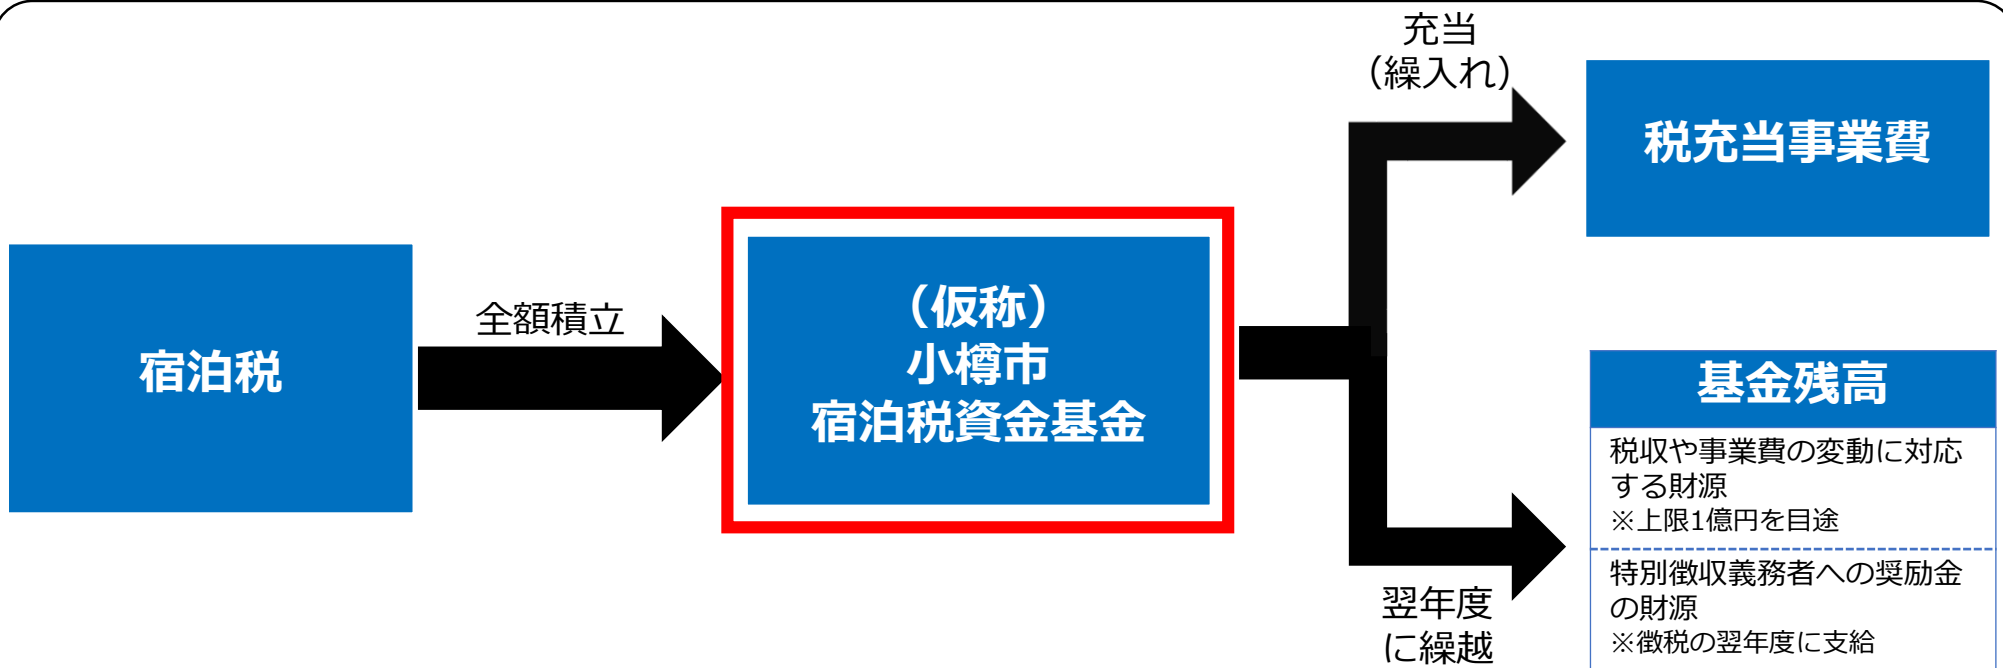 宿泊税
全額積立
（仮称）
小樽市
宿泊税資金基金
充当
（繰入れ）
税充当事業費
翌年度
に繰越
基金残高
税収や事業費の変動に対応
する財源
※上限1億円を目途
特別徴収義務者への奨励金
の財源
※徴税の翌年度に支給